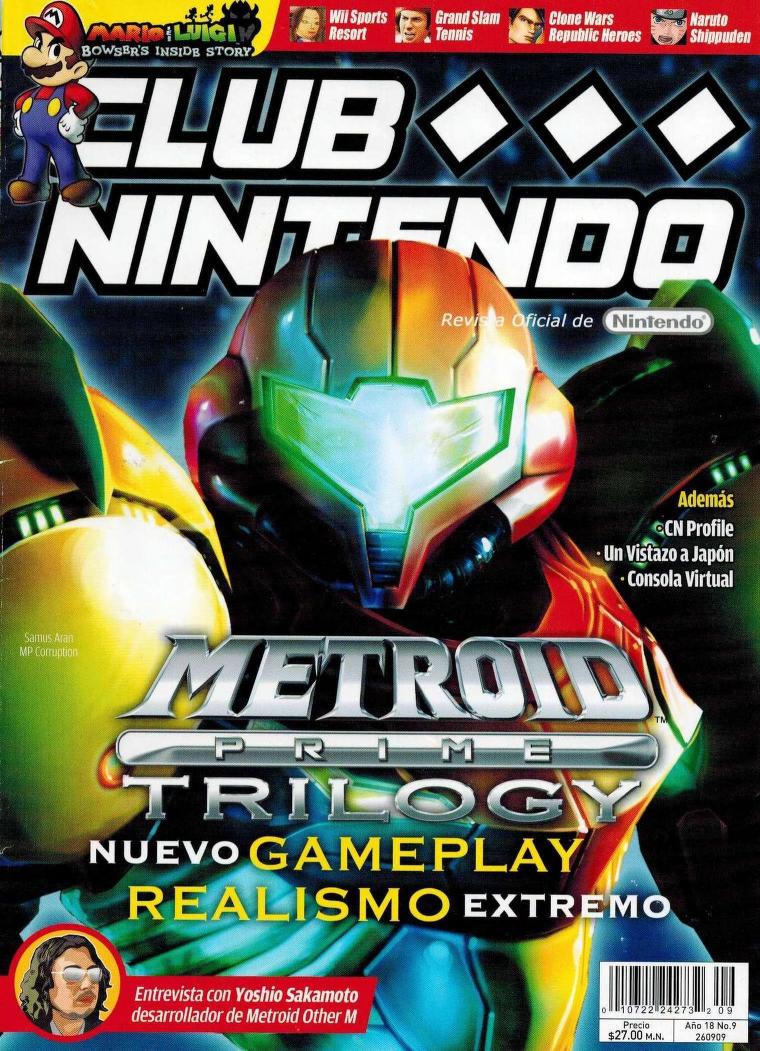 MARIO & LUIGI
BOWSER'S INSIDE STORY
Wii Sports
Resort
Grand Slam
Tennis
Clone Wars
Republic Heroes
Naruto
Shippuden
CLUB
NINTENDO
Revista Oficial de Nintendo®
Además
·CN Profile
·Un Vistazo a Japón
·Consola Virtual
Samus Aran
MP Corruption
METROID™
PRIME
TRILOGY
NUEVO GAMEPLAY
REALISMO EXTREMO
Entrevista con Yoshio Sakamoto
desarrollador de Metroid Other M
0 10722 24273 2 09
Precio
$27.00 M.N.
Año 18 No.9
260909